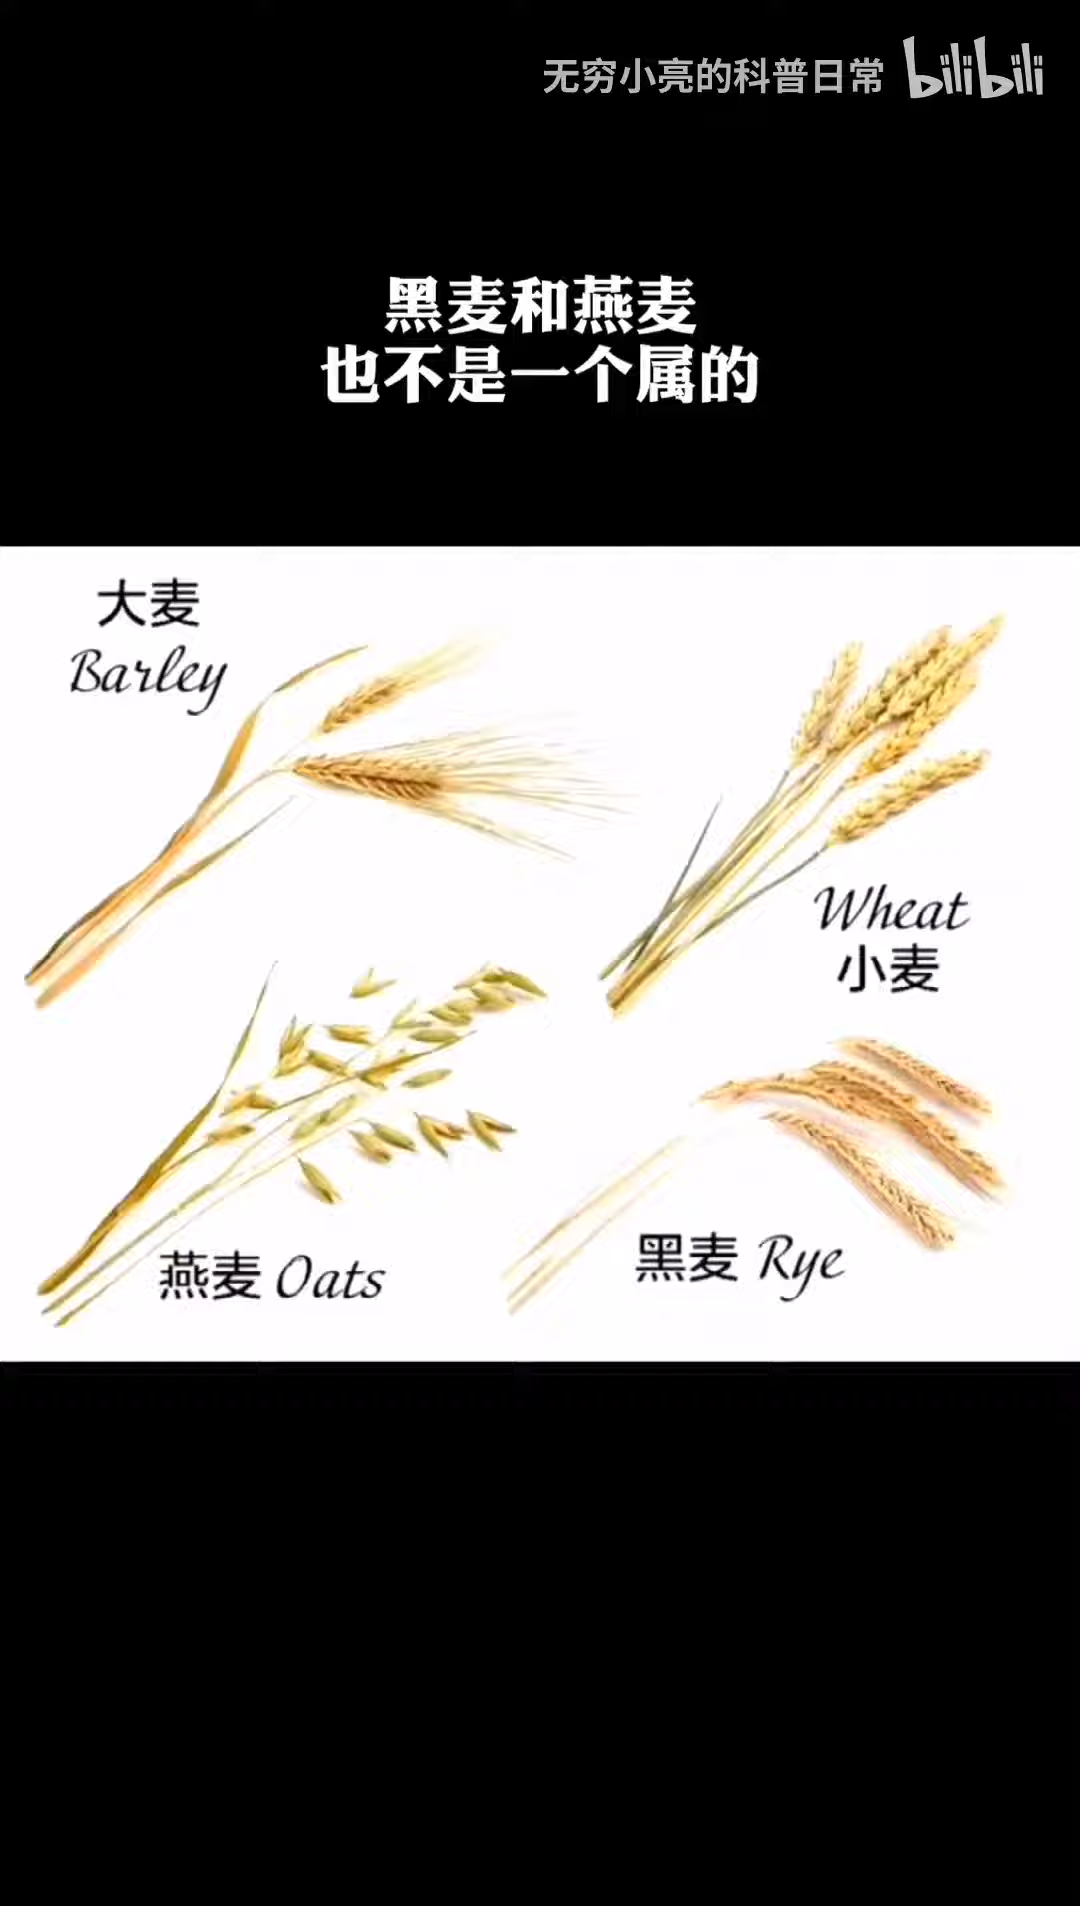 无穷小亮的科普日常 bilibili
黑麦和燕麦
也不是一个属的
大麦
Barley
Wheat
小麦
燕麦 Oats
黑麦 Rye